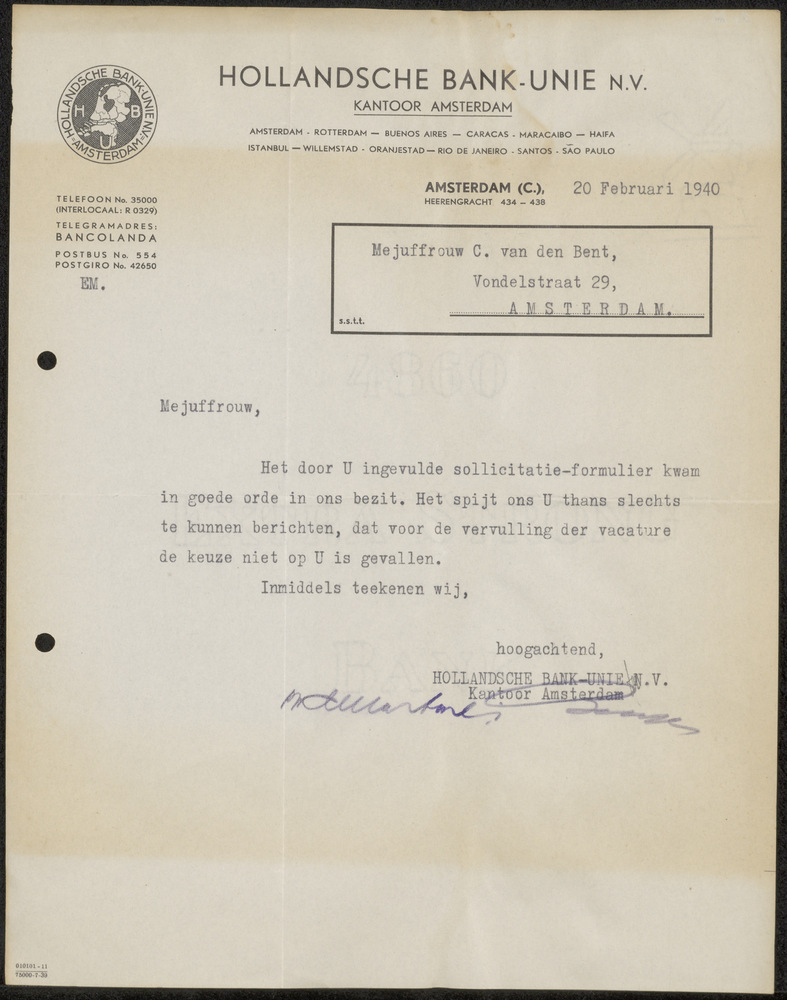 HOLLANDSCHE BANK-UNIE N.V.
AMSTERDAM
H B
U
HOLLANDSCHE BANK-UNIE N.V.
KANTOOR AMSTERDAM
AMSTERDAM - ROTTERDAM — BUENOS AIRES — CARACAS - MARACAIBO — HAIFA
ISTANBUL — WILLEMSTAD - ORANJESTAD — RIO DE JANEIRO - SANTOS - SÃO PAULO
AMSTERDAM (C.), 20 Februari 1940
HEERENGRACHT 434 – 438
TELEFOON No. 35000
(INTERLOCAAL: R 0329)
TELEGRAMADRES:
BANCOLANDA
POSTBUS No. 554
POSTGIRO No. 42650
EM.
Mejuffrouw C. van den Bent,
Vondelstraat 29,
AMSTERDAM.
s.s.t.t.
Mejuffrouw,
Het door U ingevulde sollicitatie-formulier kwam
in goede orde in ons bezit. Het spijt ons U thans slechts
te kunnen berichten, dat voor de vervulling der vacature
de keuze niet op U is gevallen.
Inmiddels teekenen wij,
hoogachtend,
HOLLANDSCHE BANK-UNIE N.V.
Kantoor Amsterdam
010101-11
75000-7-39